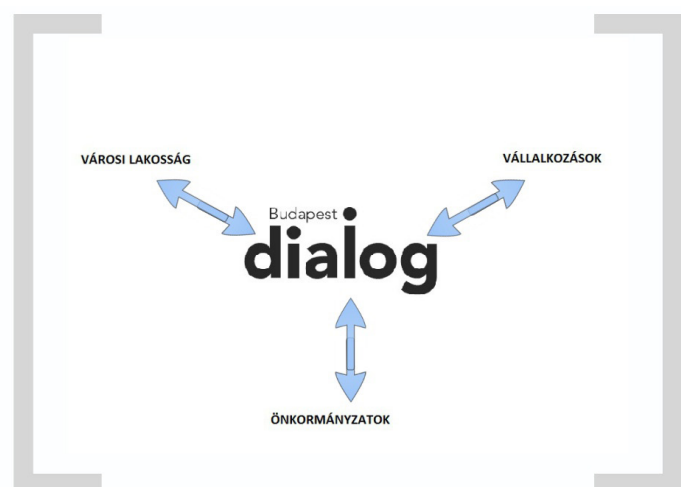 VÁROSI LAKOSSÁG
VÁLLALKOZÁSOK
Budapest
dialog
ÖNKORMÁNYZATOK